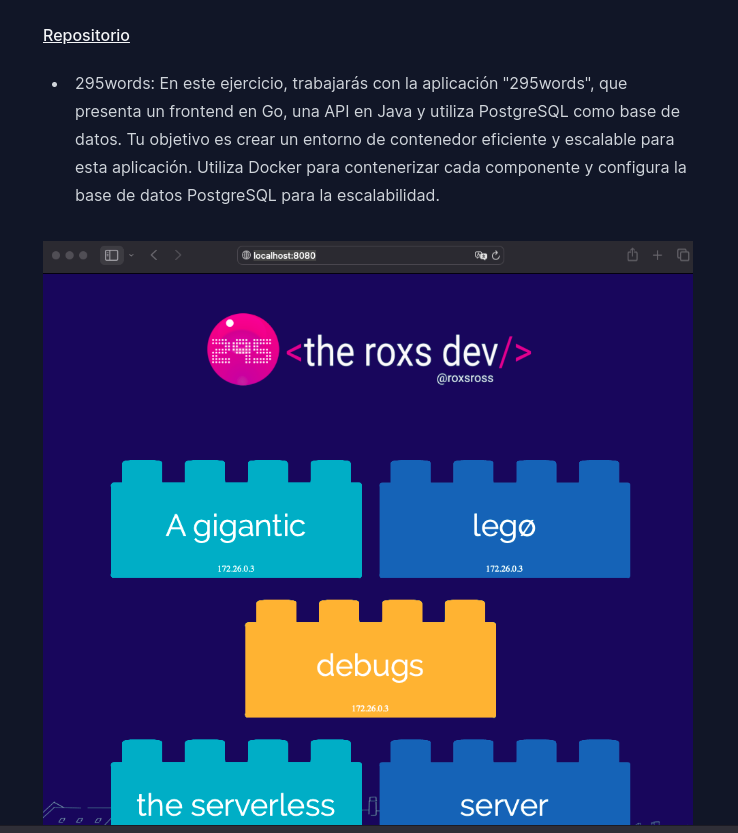 Repositorio
295words: En este ejercicio, trabajarás con la aplicación "295words", que
presenta un frontend en Go, una API en Java y utiliza PostgreSQL como base de
datos. Tu objetivo es crear un entorno de contenedor eficiente y escalable para
esta aplicación. Utiliza Docker para contenerizar cada componente y configura la
base de datos PostgreSQL para la escalabilidad.
localhost:8080
295 <the roxs dev/>
@roxsross
A gigantic
172.26.0.3
legø
172.26.0.3
debugs
172.26.0.3
the serverless
server